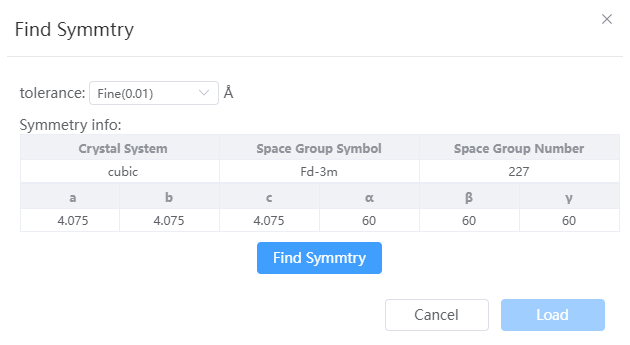 Find Symmtry
tolerance: Fine(0.01) Å
Symmetry info:
Crystal System Space Group Symbol Space Group Number
cubic Fd-3m 227
a b c α β γ
4.075 4.075 4.075 60 60 60
Find Symmtry
Cancel Load